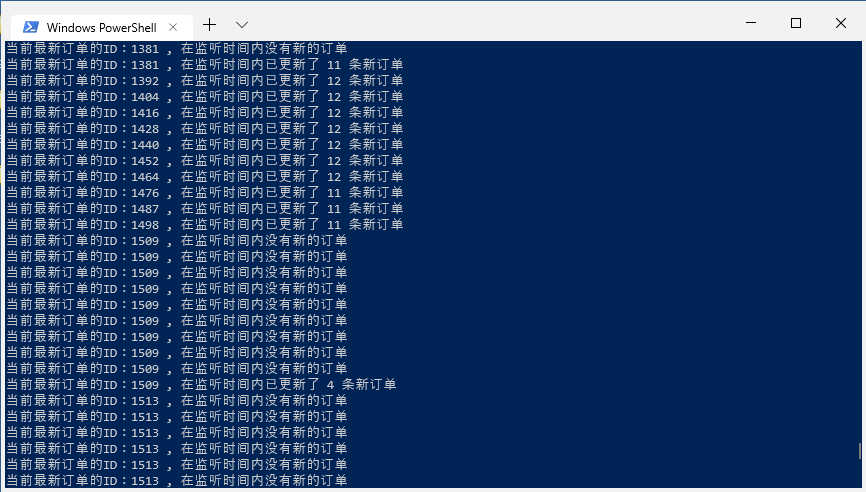 Windows PowerShell
当前最新订单的ID：1381 , 在监听时间内没有新的订单
当前最新订单的ID：1381 , 在监听时间内已更新了 11 条新订单
当前最新订单的ID：1392 , 在监听时间内已更新了 12 条新订单
当前最新订单的ID：1404 , 在监听时间内已更新了 12 条新订单
当前最新订单的ID：1416 , 在监听时间内已更新了 12 条新订单
当前最新订单的ID：1428 , 在监听时间内已更新了 12 条新订单
当前最新订单的ID：1440 , 在监听时间内已更新了 12 条新订单
当前最新订单的ID：1452 , 在监听时间内已更新了 12 条新订单
当前最新订单的ID：1464 , 在监听时间内已更新了 12 条新订单
当前最新订单的ID：1476 , 在监听时间内已更新了 11 条新订单
当前最新订单的ID：1487 , 在监听时间内已更新了 11 条新订单
当前最新订单的ID：1498 , 在监听时间内已更新了 11 条新订单
当前最新订单的ID：1509 , 在监听时间内没有新的订单
当前最新订单的ID：1509 , 在监听时间内没有新的订单
当前最新订单的ID：1509 , 在监听时间内没有新的订单
当前最新订单的ID：1509 , 在监听时间内没有新的订单
当前最新订单的ID：1509 , 在监听时间内没有新的订单
当前最新订单的ID：1509 , 在监听时间内没有新的订单
当前最新订单的ID：1509 , 在监听时间内没有新的订单
当前最新订单的ID：1509 , 在监听时间内没有新的订单
当前最新订单的ID：1509 , 在监听时间内没有新的订单
当前最新订单的ID：1509 , 在监听时间内已更新了 4 条新订单
当前最新订单的ID：1513 , 在监听时间内没有新的订单
当前最新订单的ID：1513 , 在监听时间内没有新的订单
当前最新订单的ID：1513 , 在监听时间内没有新的订单
当前最新订单的ID：1513 , 在监听时间内没有新的订单
当前最新订单的ID：1513 , 在监听时间内没有新的订单
当前最新订单的ID：1513 , 在监听时间内没有新的订单